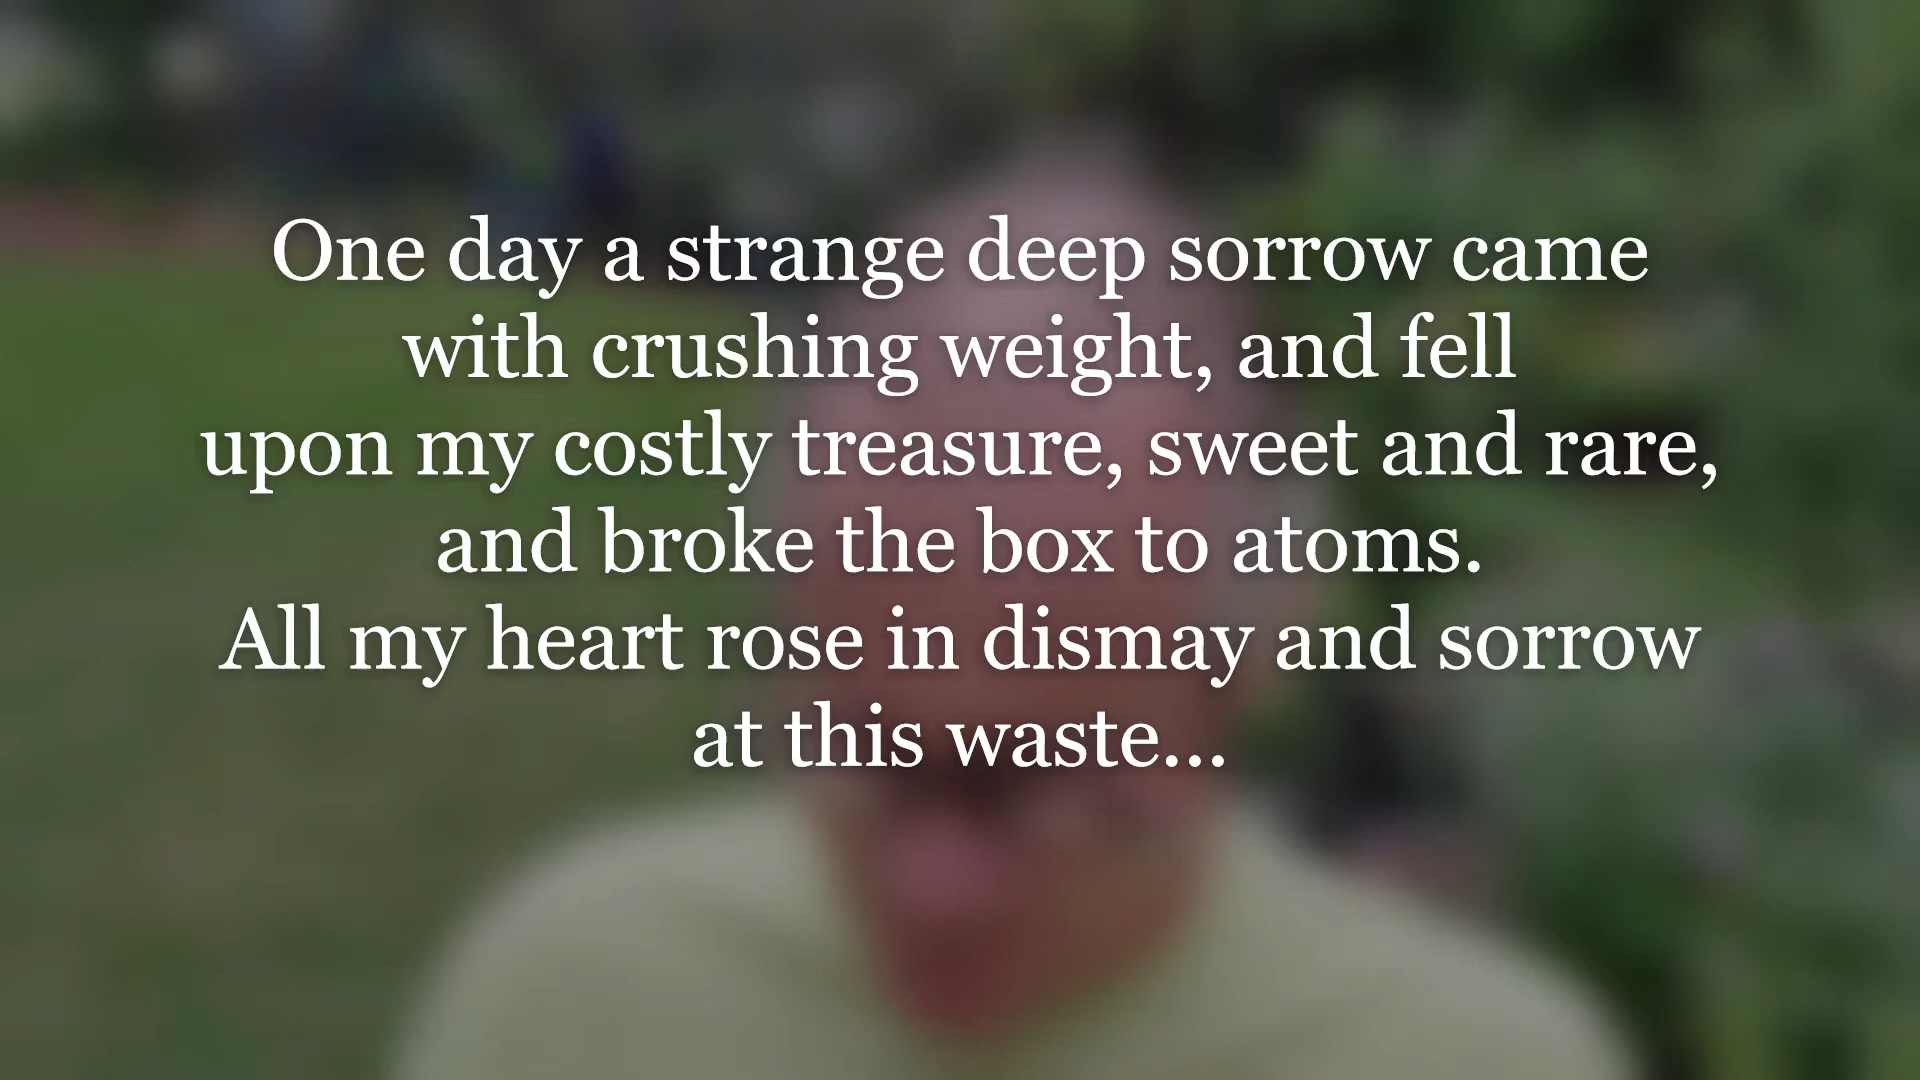 One day a strange deep sorrow came
with crushing weight, and fell
upon my costly treasure, sweet and rare,
and broke the box to atoms.
All my heart rose in dismay and sorrow
at this waste...